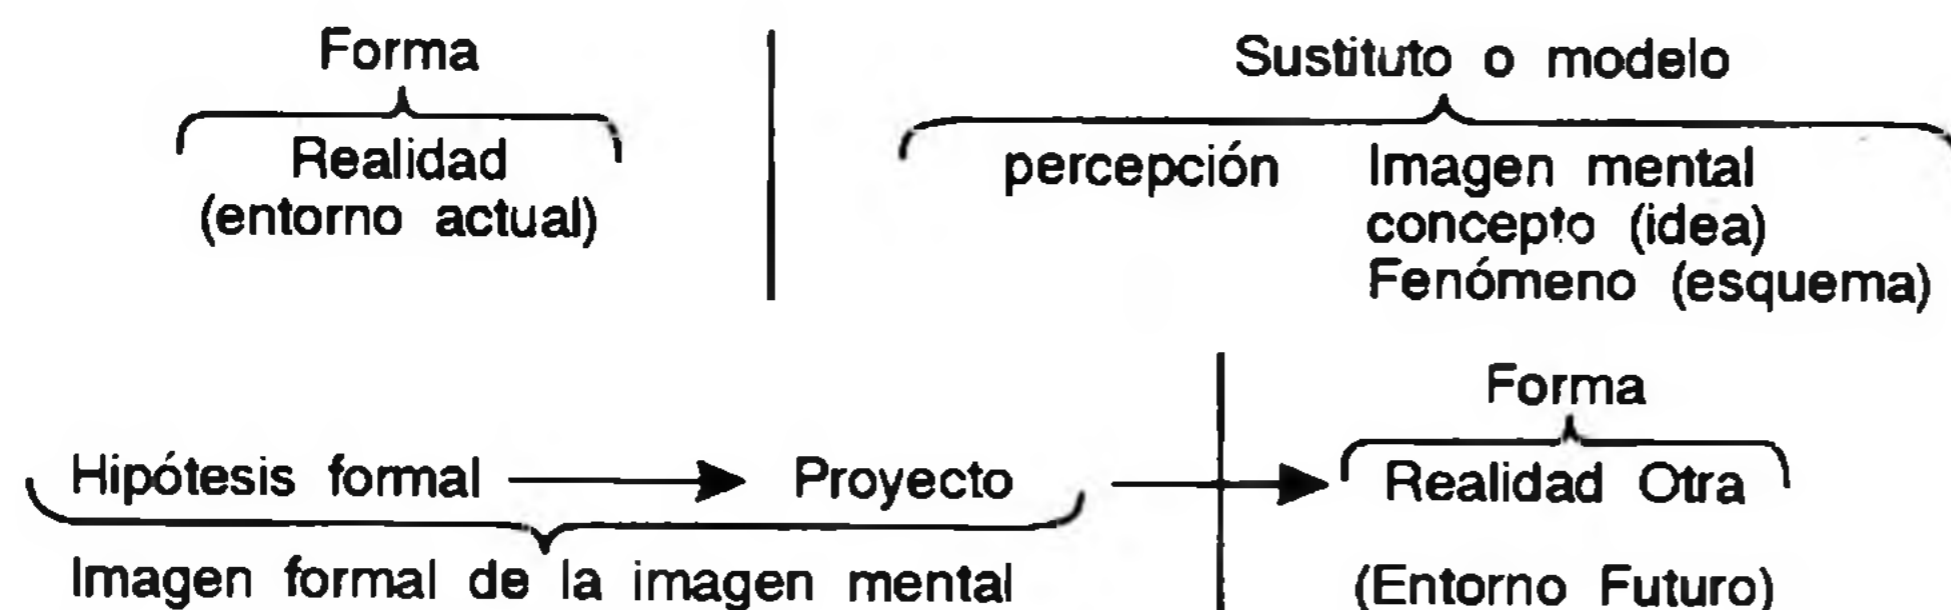 Forma
Realidad
(entorno actual)
Sustituto o modelo
percepción Imagen mental
concepto (idea)
Fenómeno (esquema)
Hipótesis formal Proyecto
Imagen formal de la imagen mental
Forma
Realidad Otra
(Entorno Futuro)